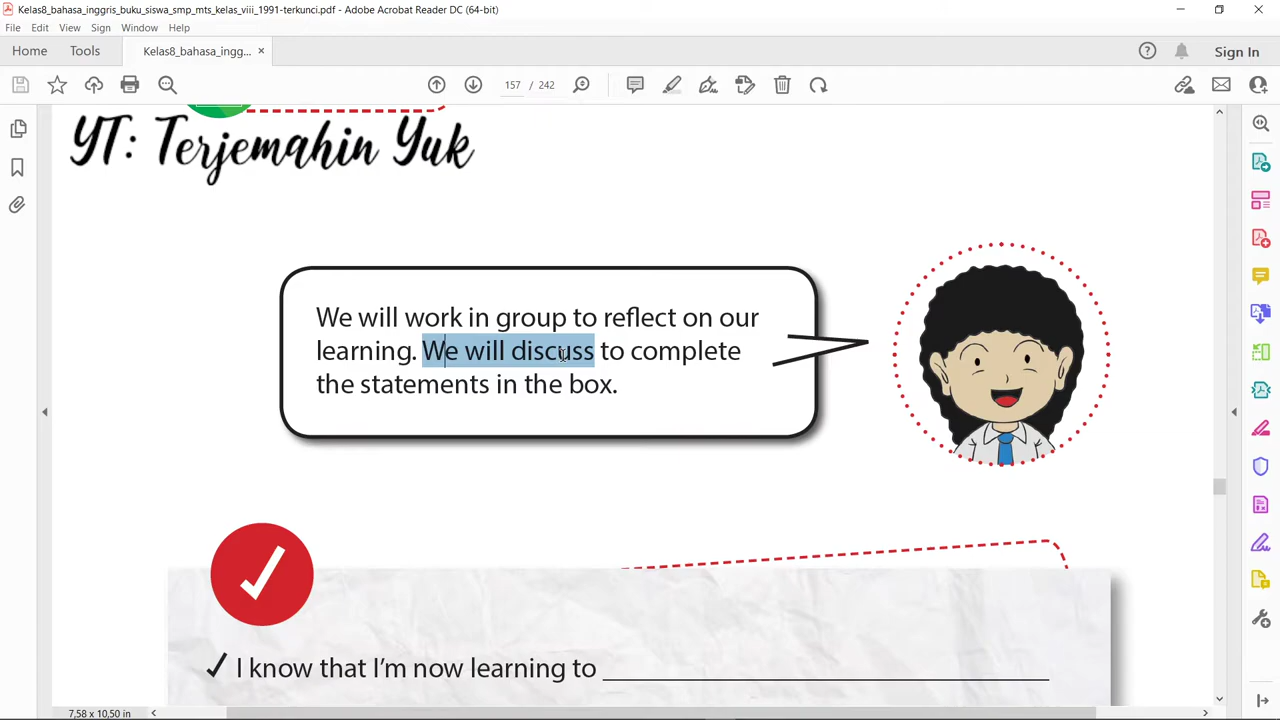 Kelas8_bahasa_inggris_buku_siswa_smp_mts_kelas_viii_1991-terkunci.pdf - Adobe Acrobat Reader DC (64-bit)
File Edit View Sign Window Help
Home Tools Kelas8_bahasa_ingg... × Sign In
157 / 242
YT: Terjemahin Yuk
We will work in group to reflect on our
learning. We will discuss to complete
the statements in the box.
✓ I know that I'm now learning to
7,58 x 10,50 in